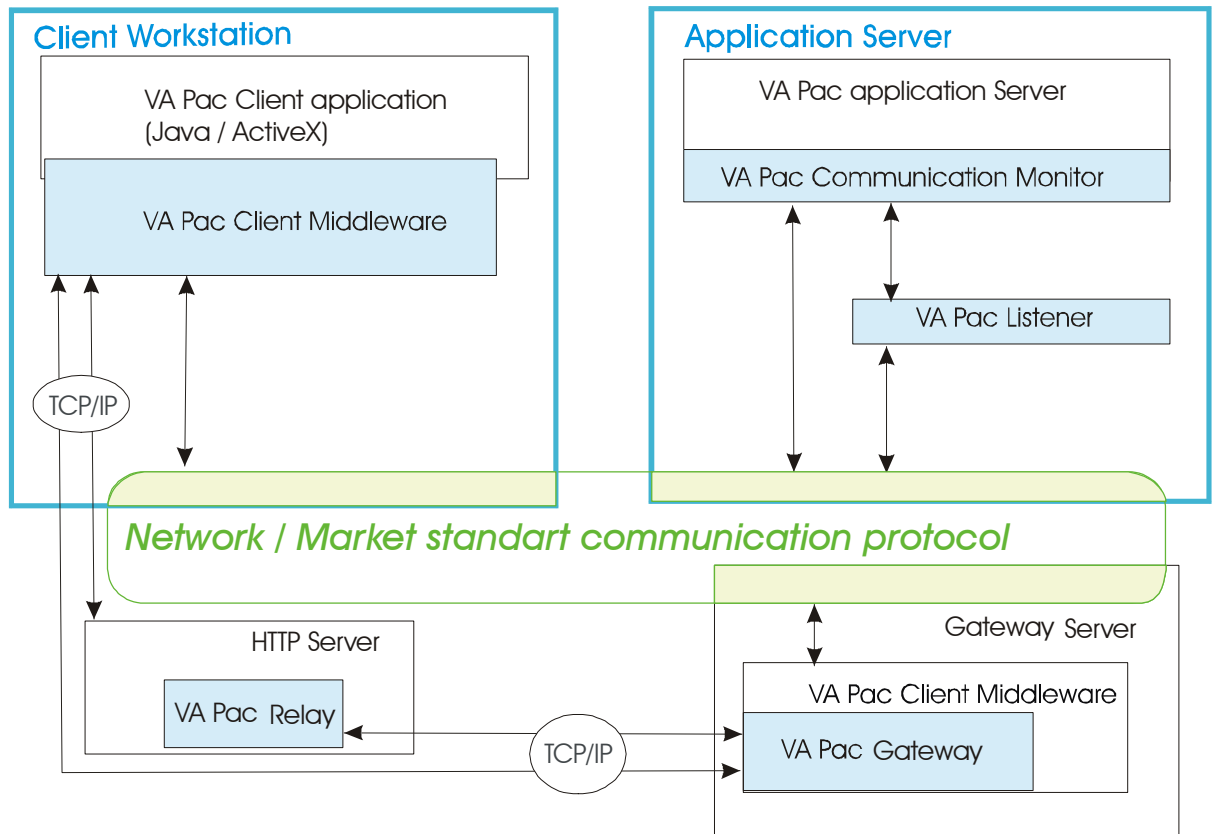 Client Workstation
VA Pac Client application
(Java / ActiveX)
VA Pac Client Middleware
Application Server
VA Pac application Server
VA Pac Communication Monitor
VA Pac Listener
TCP/IP
Network / Market standart communication protocol
HTTP Server
VA Pac Relay
TCP/IP
Gateway Server
VA Pac Client Middleware
VA Pac Gateway